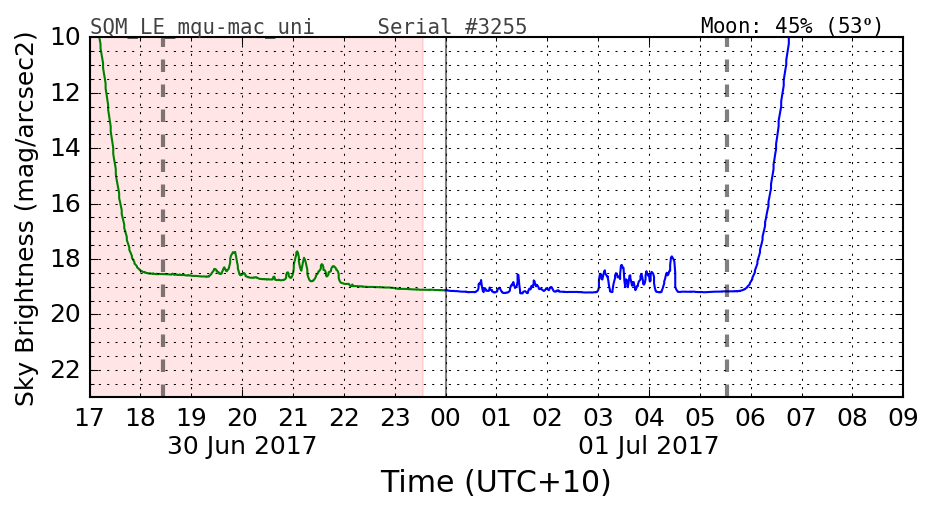 SQM_LE_mqu-mac_uni Serial #3255 Moon: 45% (53°)
10
12
14
16
18
20
22
Sky Brightness (mag/arcsec2)
17 18 19 20 21 22 23 00 01 02 03 04 05 06 07 08 09
30 Jun 2017 01 Jul 2017
Time (UTC+10)